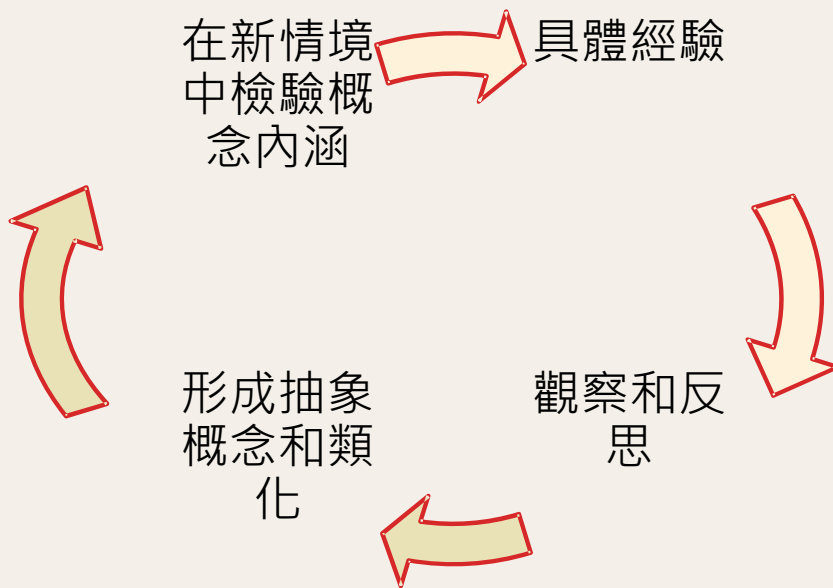 在新情境
中檢驗概
念內涵
具體經驗
形成抽象
概念和類
化
觀察和反
思